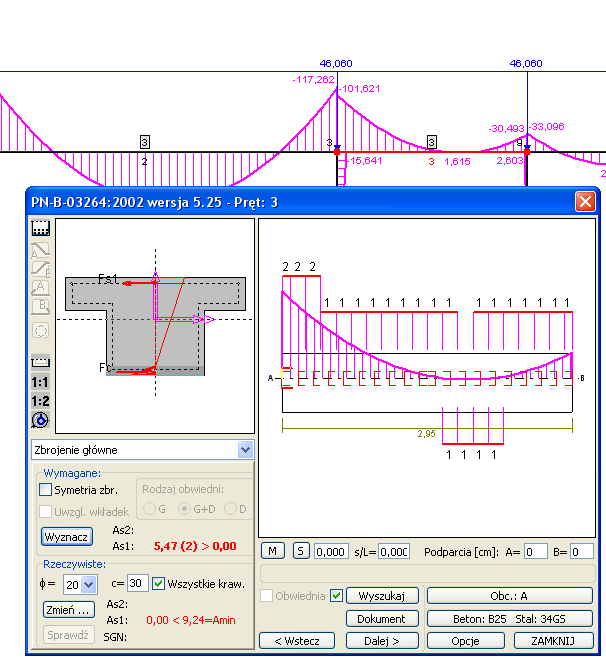 46,060 46,060
-117,262
-101,621
-30,493 -33,096
3 3 3
2 -15,641 3 1,615 2,603
PN-B-03264:2002 wersja 5.25 - Pręt: 3
Fs1
Fc
1:1
1:2
2 2 2
1 1 1 1 1 1 1 1 1 1 1 1 1 1 1 1
A B
2,95
1 1 1 1
Zbrojenie główne
Wymagane:
Symetria zbr.
Uwzgl. wkładek
Rodzaj obwiedni:
G G+D D
Wyznacz
As2:
As1: 5,47 (2) > 0,00
Rzeczywiste:
ϕ = 20 c= 30 Wszystkie kraw.
Zmień ...
As2:
As1: 0,00 < 9,24=Amin
Sprawdź SGN:
M S 0,000 s/L= 0,000 Podparcia [cm]: A= 0 B= 0
Obwiednia Wyszukaj Obc.: A
Dokument Beton: B25 Stal: 34GS
< Wstecz Dalej > Opcje ZAMKNIJ